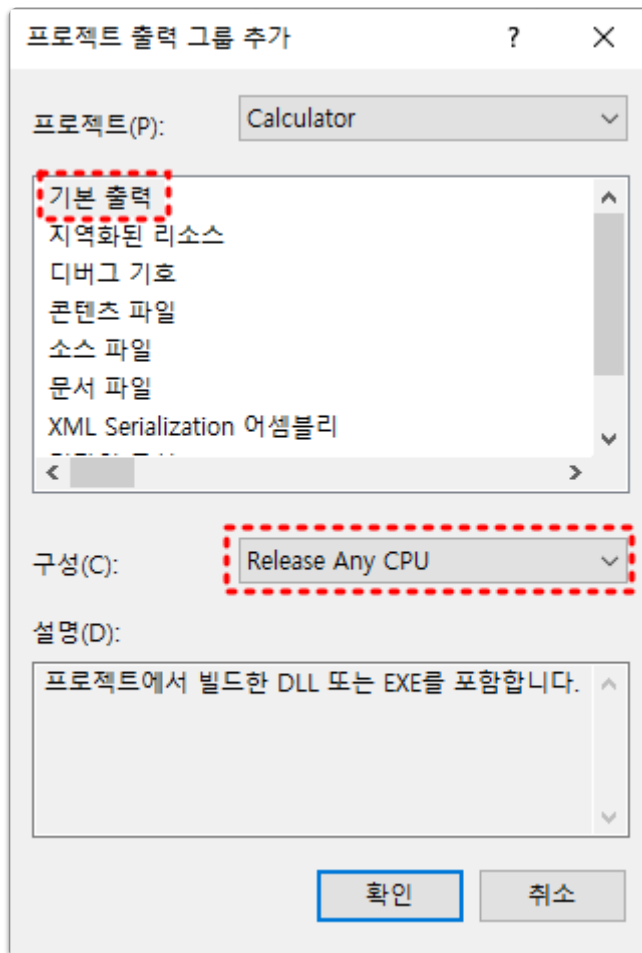 프로젝트 출력 그룹 추가 ? ×
프로젝트(P): Calculator
기본 출력
지역화된 리소스
디버그 기호
콘텐츠 파일
소스 파일
문서 파일
XML Serialization 어셈블리
구성(C): Release Any CPU
설명(D):
프로젝트에서 빌드한 DLL 또는 EXE를 포함합니다.
확인 취소